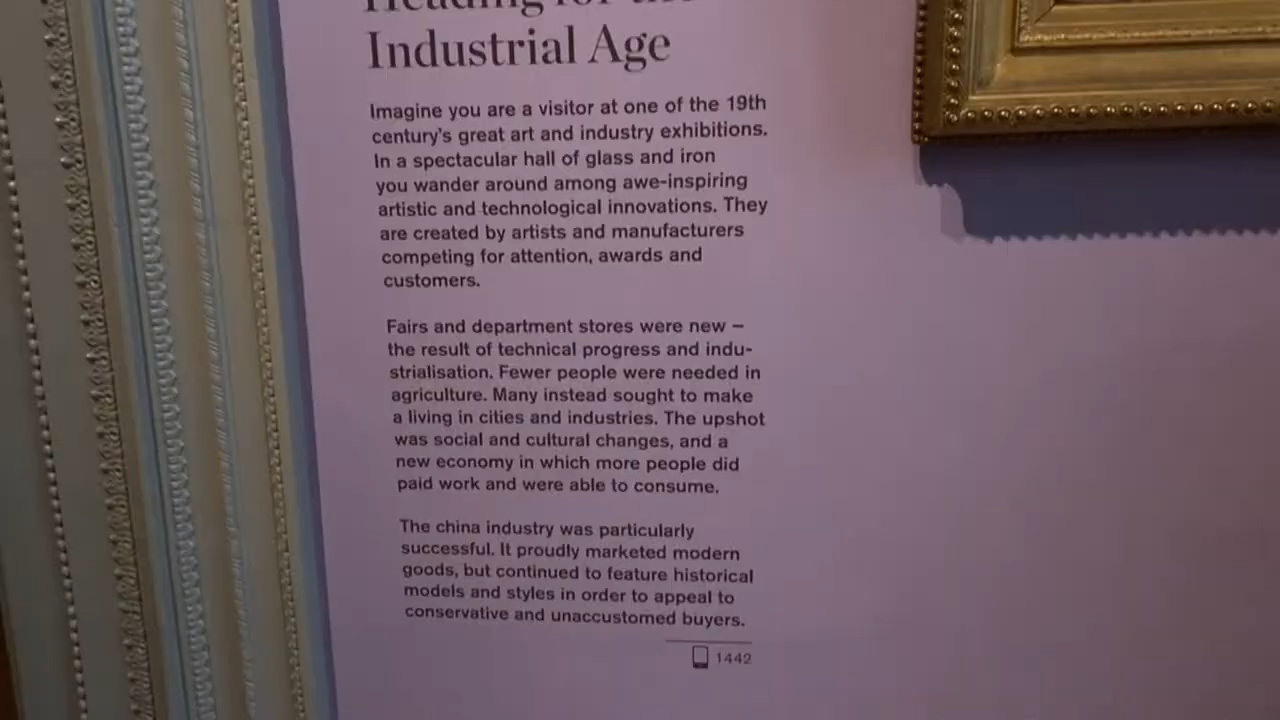 Heading for the
Industrial Age
Imagine you are a visitor at one of the 19th
century's great art and industry exhibitions.
In a spectacular hall of glass and iron
you wander around among awe-inspiring
artistic and technological innovations. They
are created by artists and manufacturers
competing for attention, awards and
customers.
Fairs and department stores were new –
the result of technical progress and indu-
strialisation. Fewer people were needed in
agriculture. Many instead sought to make
a living in cities and industries. The upshot
was social and cultural changes, and a
new economy in which more people did
paid work and were able to consume.
The china industry was particularly
successful. It proudly marketed modern
goods, but continued to feature historical
models and styles in order to appeal to
conservative and unaccustomed buyers.
1442